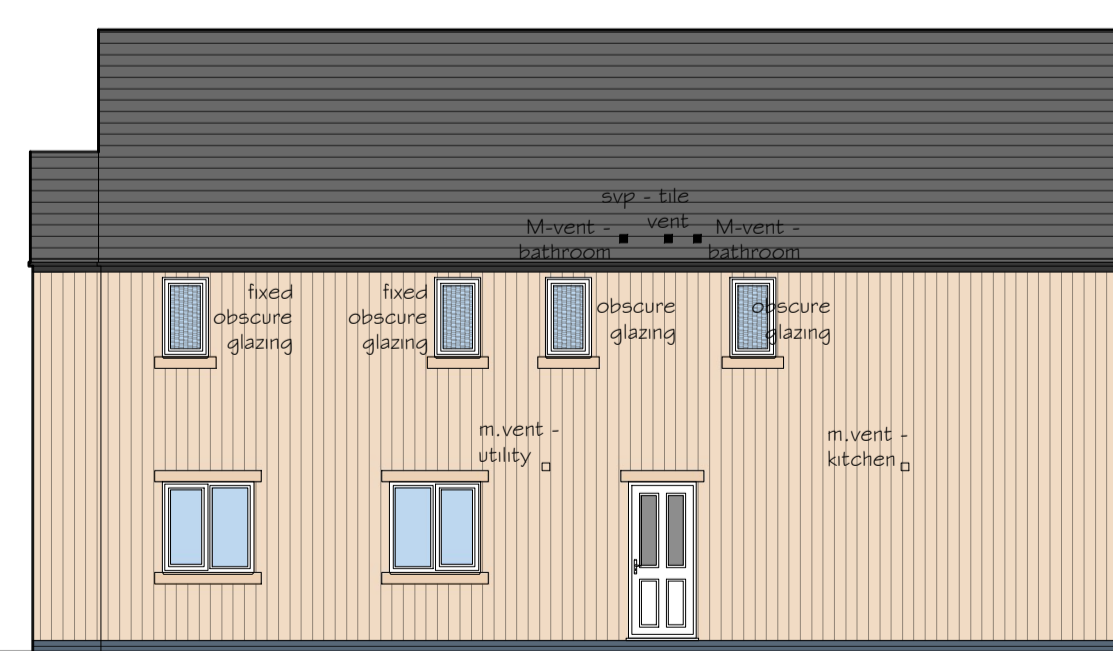 svp - tile
vent
M-vent -
bathroom
M-vent -
bathroom
fixed
obscure
glazing
fixed
obscure
glazing
obscure
glazing
obscure
glazing
m.vent -
utility
m.vent -
kitchen